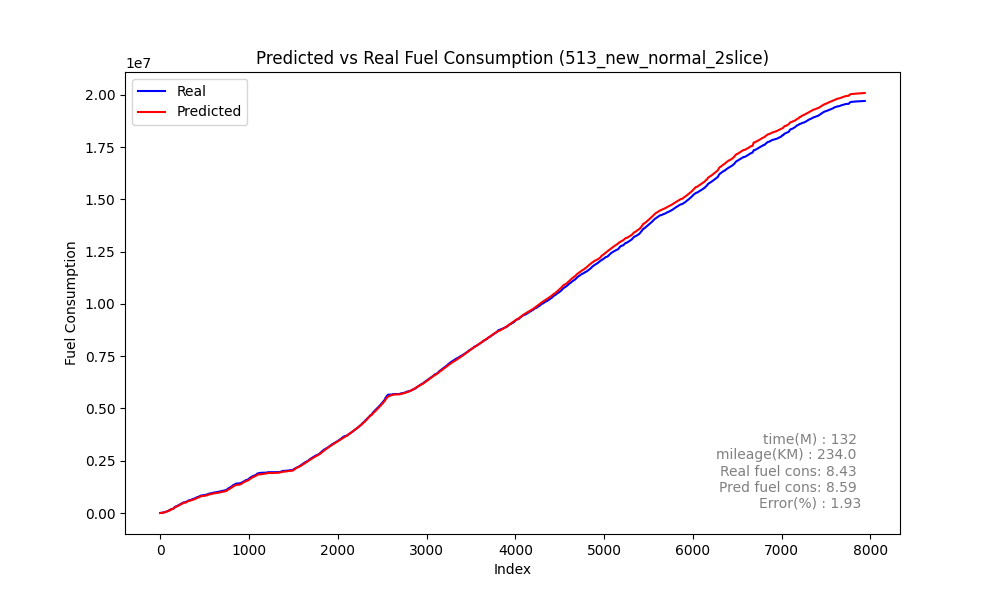 Predicted vs Real Fuel Consumption (513_new_normal_2slice)
1e7
Real
Predicted
2.00
1.75
1.50
1.25
1.00
0.75
0.50
0.25
0.00
Fuel Consumption
time(M) : 132
mileage(KM) : 234.0
Real fuel cons: 8.43
Pred fuel cons: 8.59
Error(%) : 1.93
0 1000 2000 3000 4000 5000 6000 7000 8000
Index